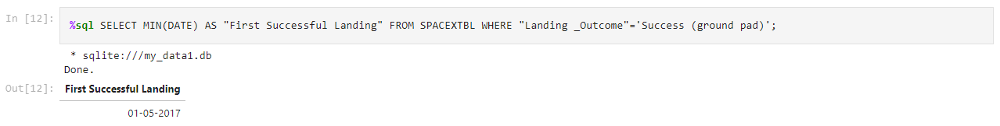 In [12]: %sql SELECT MIN(DATE) AS "First Successful Landing" FROM SPACEXTBL WHERE "Landing _Outcome"='Success (ground pad)';
* sqlite:///my_data1.db
Done.
Out[12]: First Successful Landing
01-05-2017